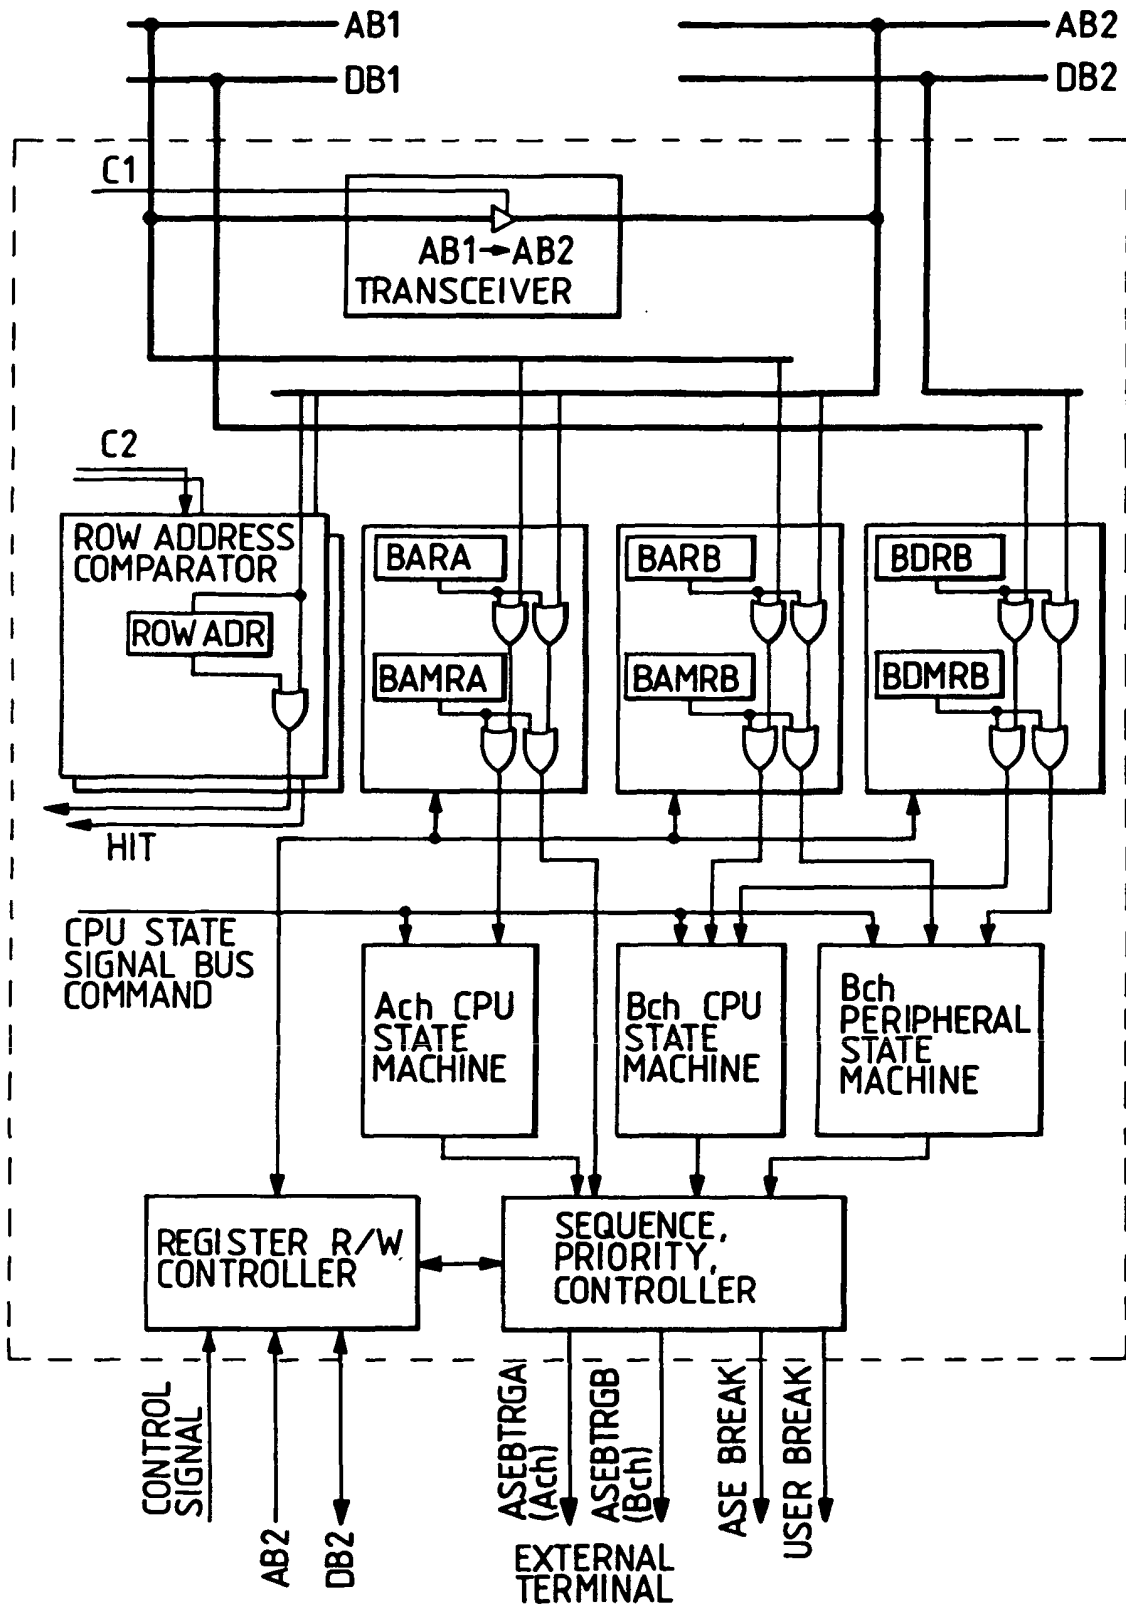 AB1
AB2
DB1
DB2
C1
AB1→AB2
TRANSCEIVER
C2
ROW ADDRESS
COMPARATOR
ROW ADR
BARA
BAMRA
BARB
BAMRB
BDRB
BDMRB
HIT
CPU STATE
SIGNAL BUS
COMMAND
Ach CPU
STATE
MACHINE
Bch CPU
STATE
MACHINE
Bch
PERIPHERAL
STATE
MACHINE
REGISTER R/W
CONTROLLER
SEQUENCE,
PRIORITY,
CONTROLLER
CONTROL
SIGNAL
AB2
DB2
ASEBTRGA
(Ach)
ASEBTRGB
(Bch)
ASE BREAK
USER BREAK
EXTERNAL
TERMINAL